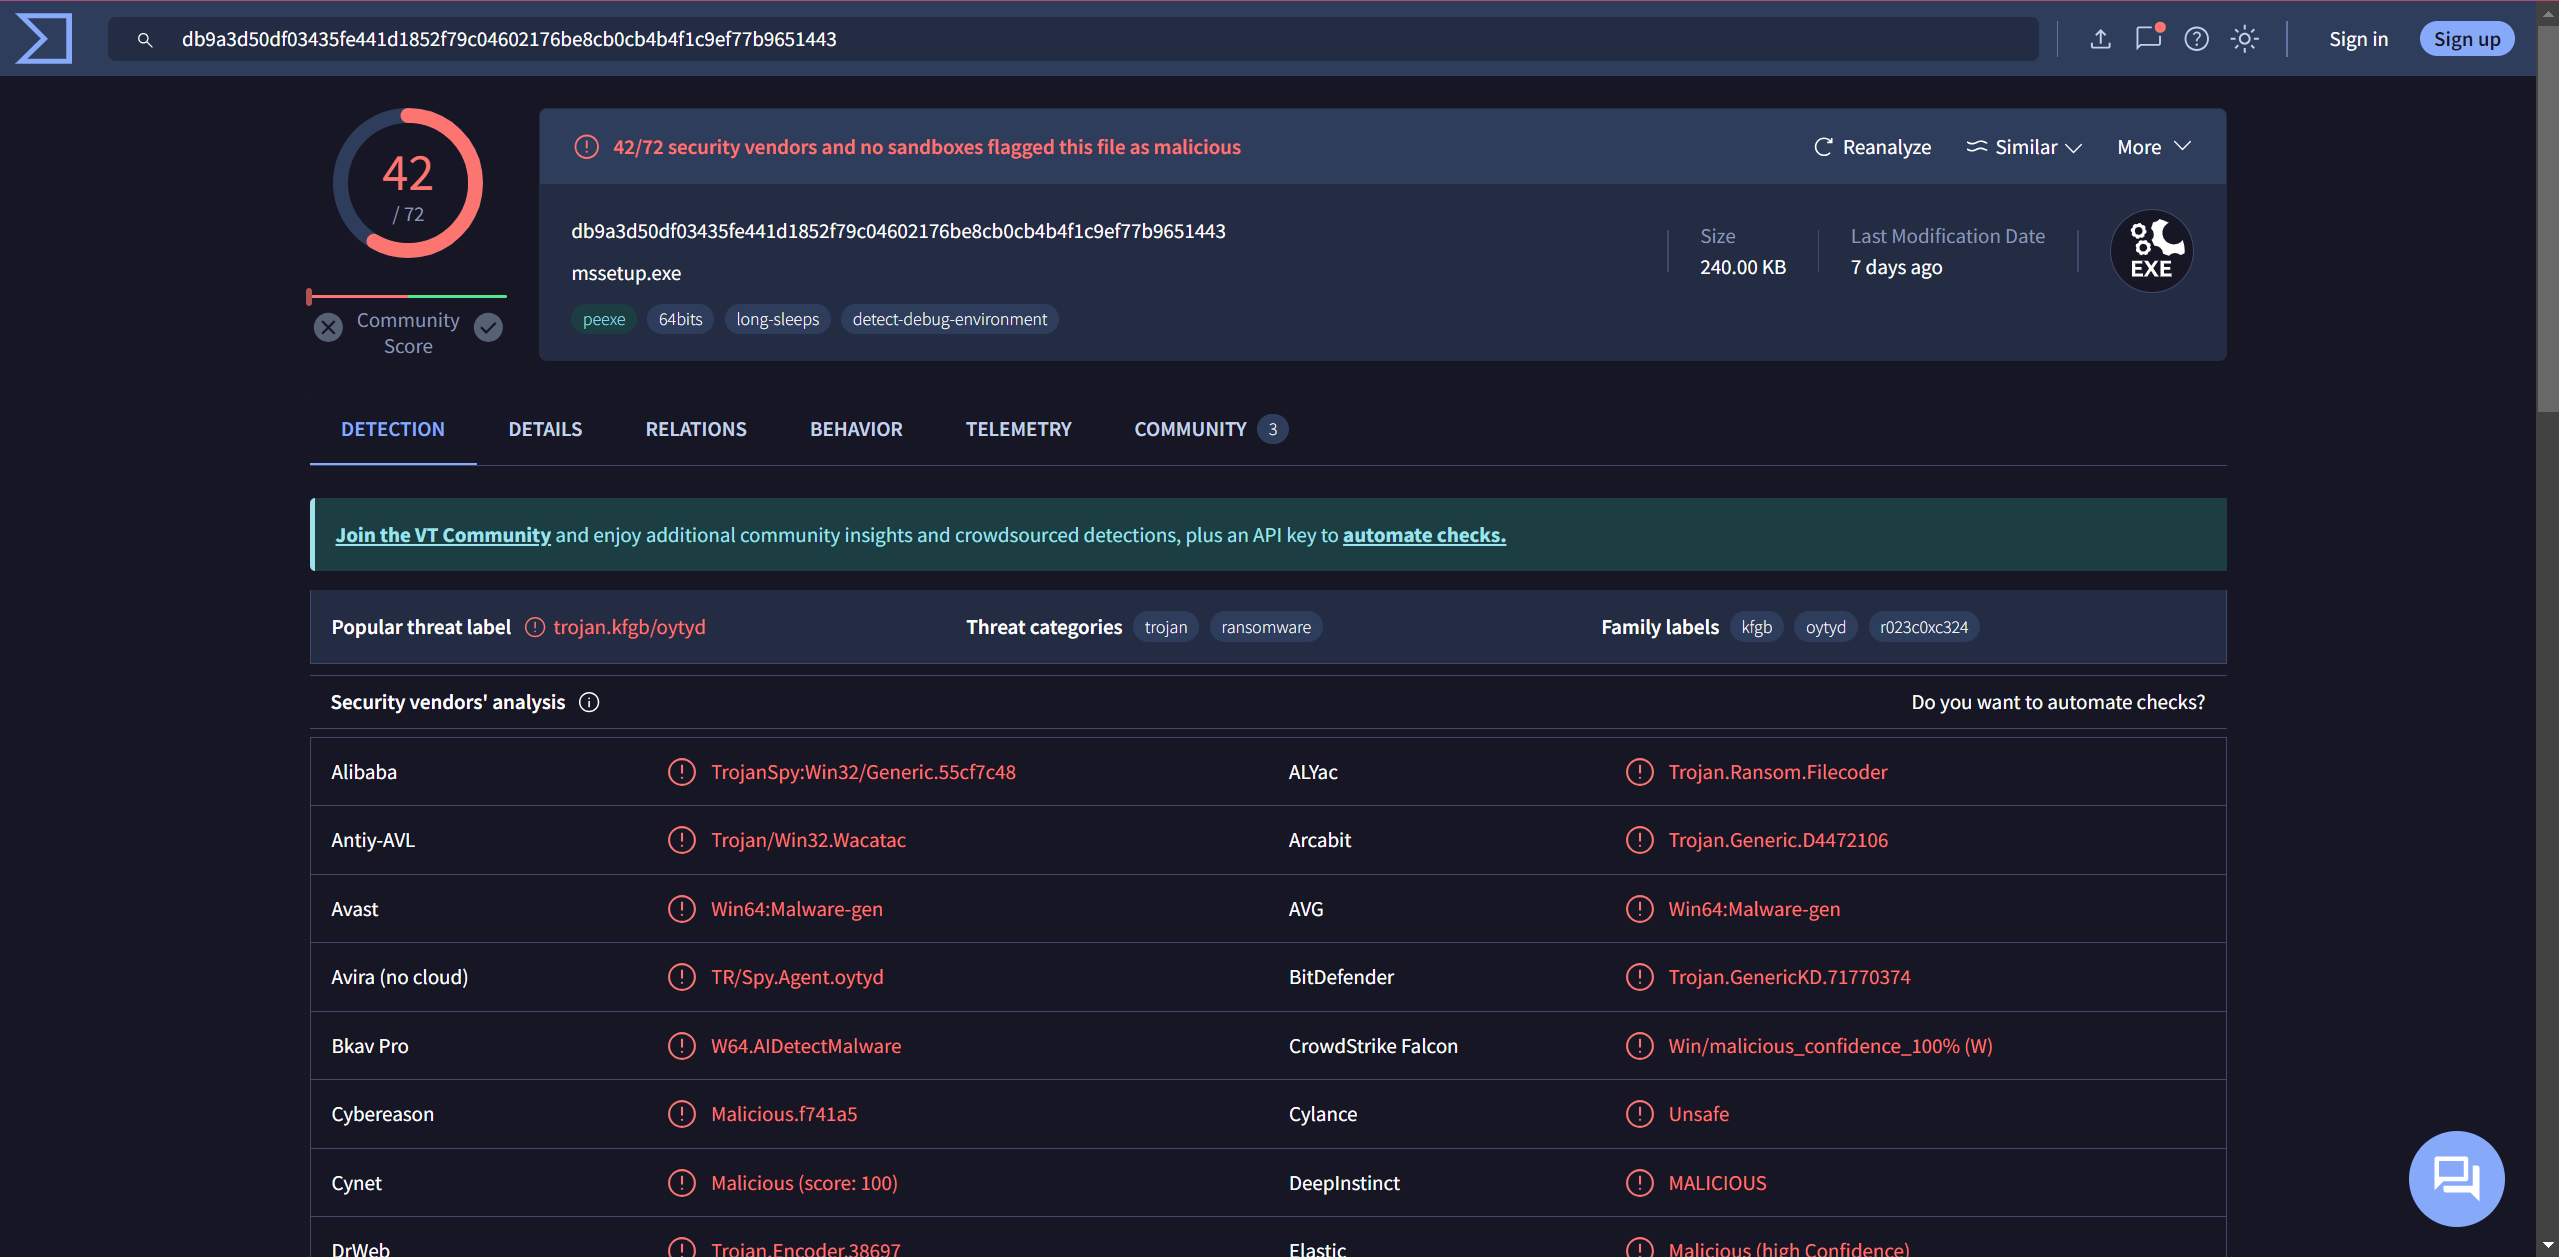 db9a3d50df03435fe441d1852f79c04602176be8cb0cb4b4f1c9ef77b9651443
Sign in
Sign up
42
/ 72
Community
Score
42/72 security vendors and no sandboxes flagged this file as malicious
Reanalyze
Similar
More
db9a3d50df03435fe441d1852f79c04602176be8cb0cb4b4f1c9ef77b9651443
mssetup.exe
peexe
64bits
long-sleeps
detect-debug-environment
Size
240.00 KB
Last Modification Date
7 days ago
EXE
DETECTION
DETAILS
RELATIONS
BEHAVIOR
TELEMETRY
COMMUNITY 3
Join the VT Community and enjoy additional community insights and crowdsourced detections, plus an API key to automate checks.
Popular threat label trojan.kfgb/oytyd
Threat categories trojan ransomware
Family labels kfgb oytyd r023c0xc324
Security vendors' analysis
Do you want to automate checks?
Alibaba TrojanSpy:Win32/Generic.55cf7c48
ALYac Trojan.Ransom.Filecoder
Antiy-AVL Trojan/Win32.Wacatac
Arcabit Trojan.Generic.D4472106
Avast Win64:Malware-gen
AVG Win64:Malware-gen
Avira (no cloud) TR/Spy.Agent.oytyd
BitDefender Trojan.GenericKD.71770374
Bkav Pro W64.AIDetectMalware
CrowdStrike Falcon Win/malicious_confidence_100% (W)
Cybereason Malicious.f741a5
Cylance Unsafe
Cynet Malicious (score: 100)
DeepInstinct MALICIOUS
DrWeb Trojan.Encoder.38697
Elastic Malicious (high Confidence)